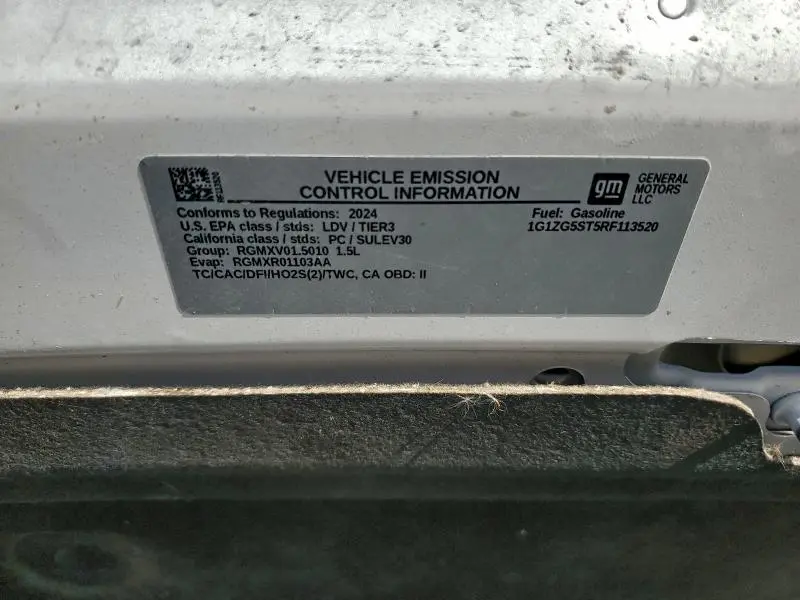 VEHICLE EMISSION
CONTROL INFORMATION
gm
GENERAL
MOTORS
LLC
Conforms to Regulations: 2024
U.S. EPA class / stds: LDV / TIER3
California class / stds: PC / SULEV30
Group: RGMXV01.5010 1.5L
Evap: RGMXR01103AA
TC/CAC/DFI/HO2S(2)/TWC, CA OBD: II
Fuel: Gasoline
1G1ZG5ST5RF113520